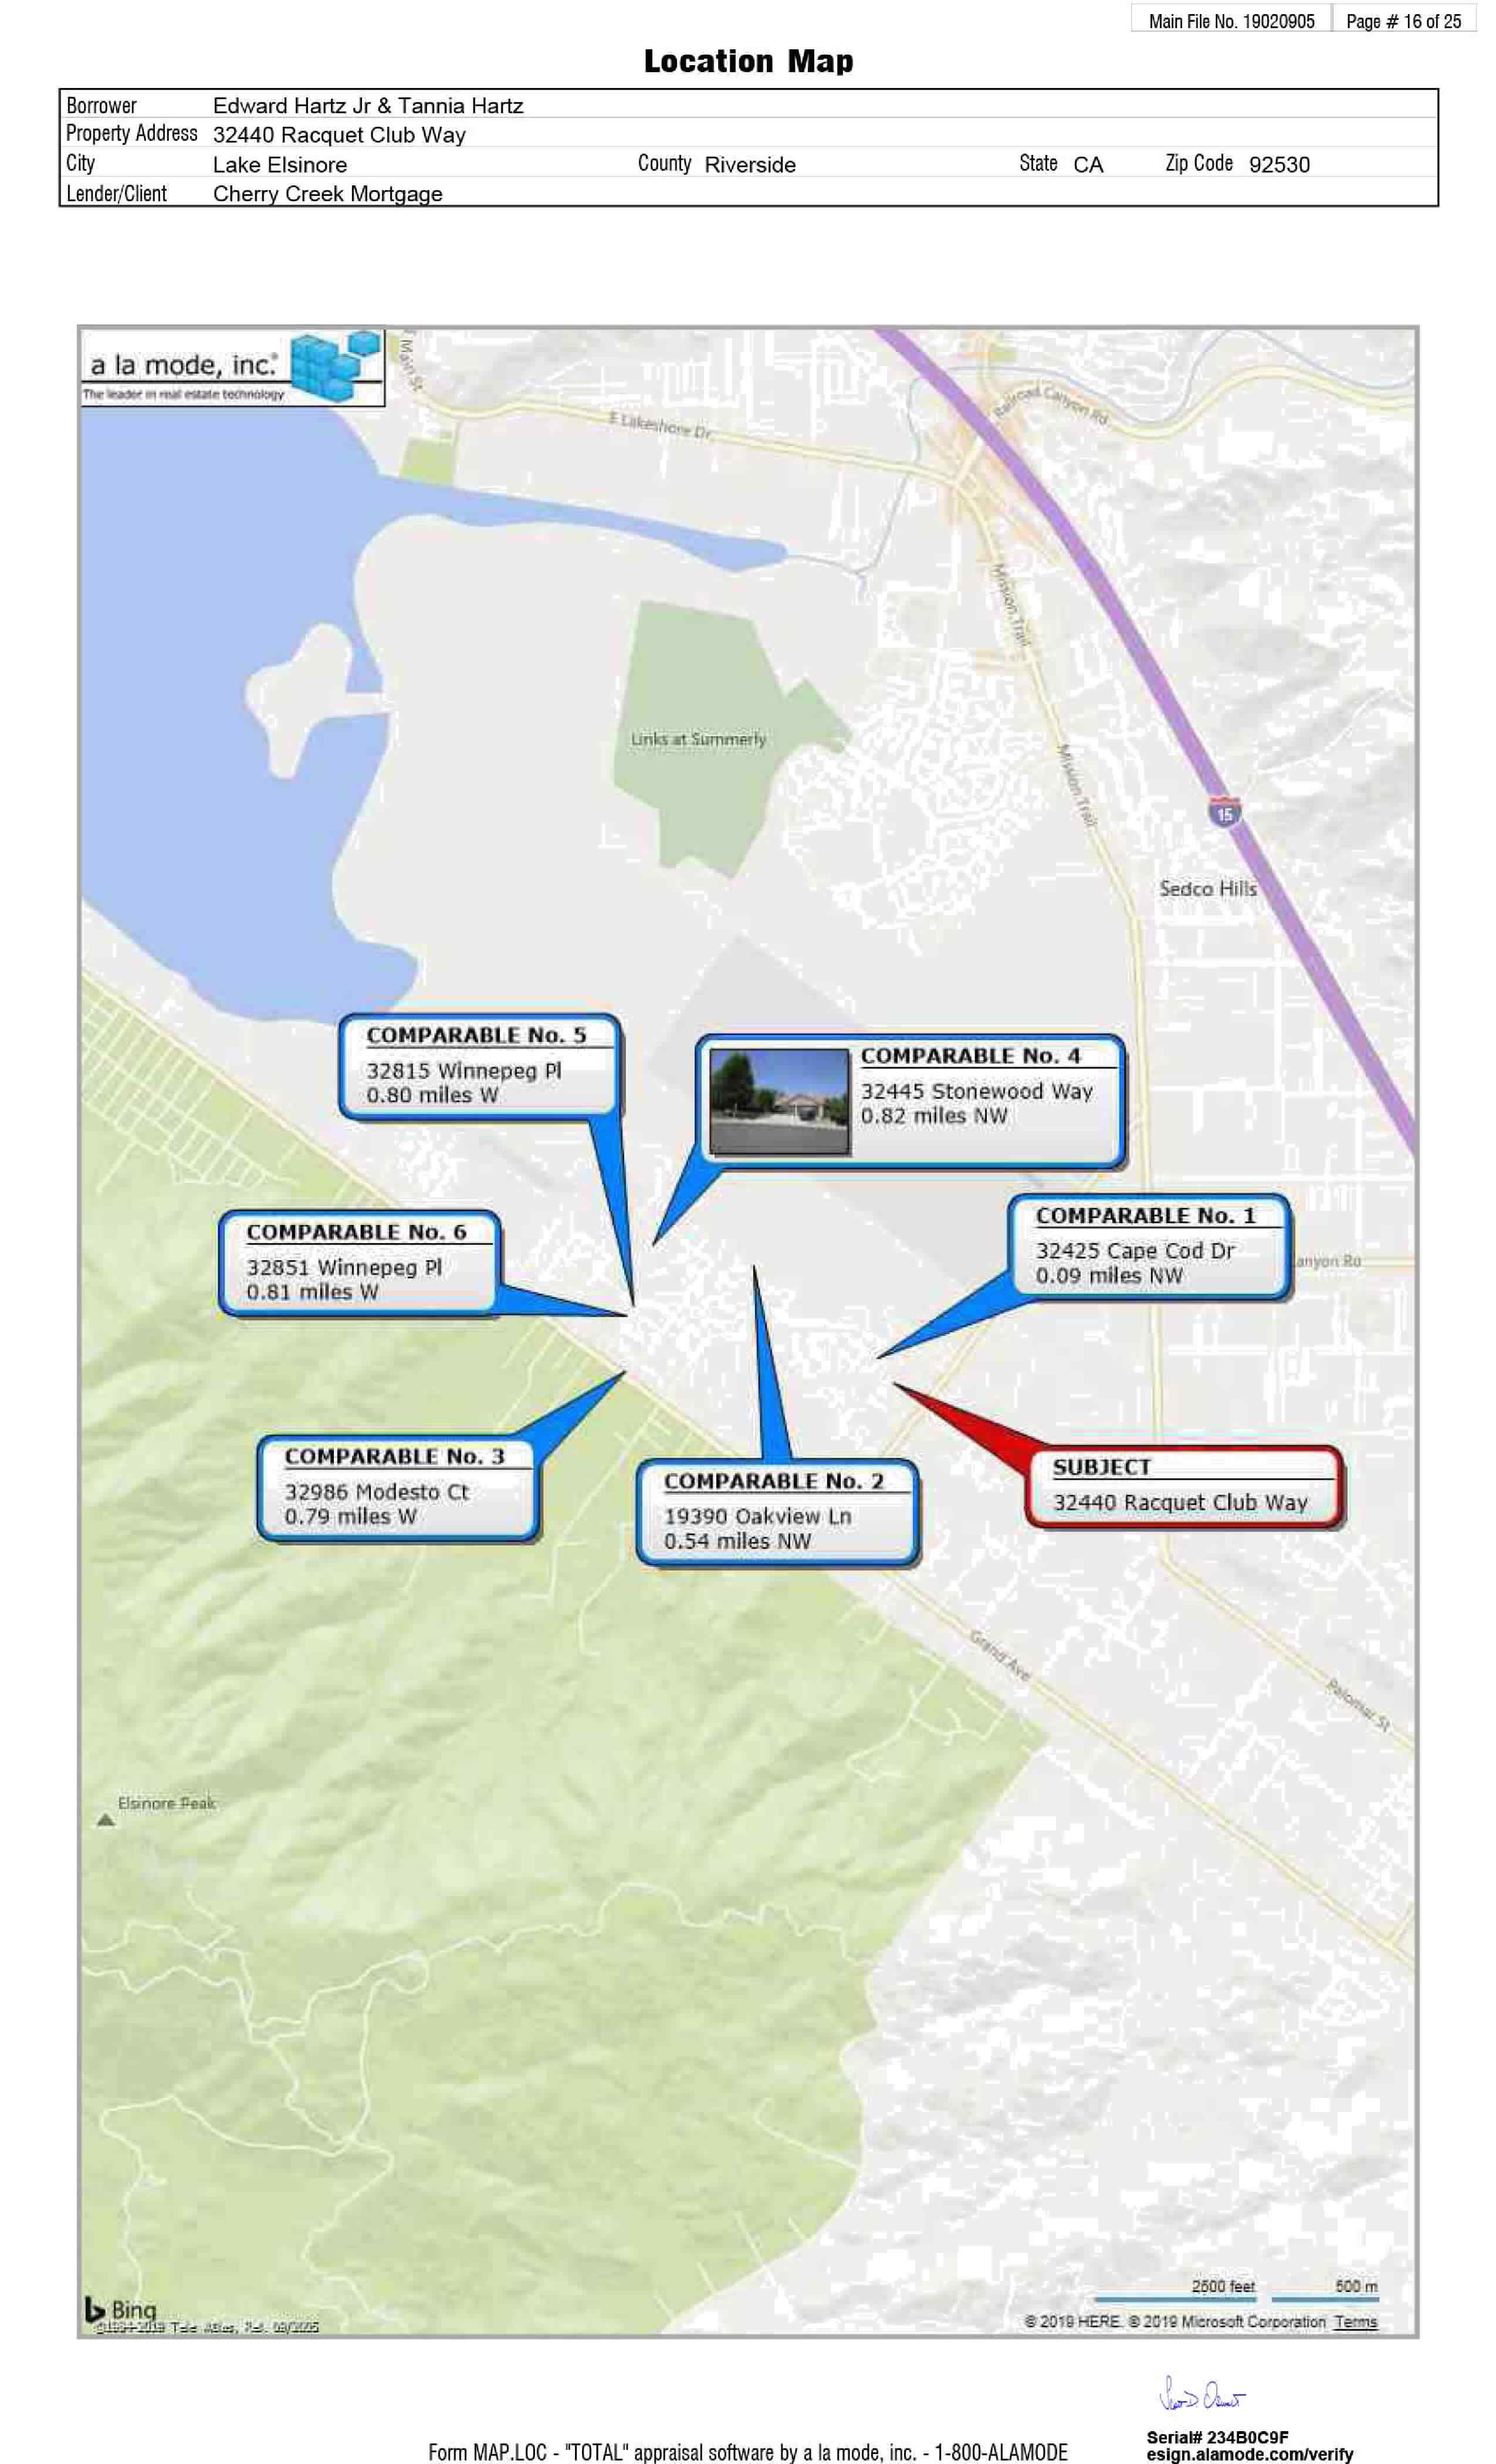 Main File No. 19020905 Page # 16 of 25
Location Map
Borrower Edward Hartz Jr & Tannia Hartz
Property Address 32440 Racquet Club Way
City Lake Elsinore County Riverside State CA Zip Code 92530
Lender/Client Cherry Creek Mortgage
a la mode, inc.
The leader in real estate technology
Main St
E Lakeshore Dr
Railroad Canyon Rd
Mission Trail
Links at Summerly
Mission Trail
15
Sedco Hills
COMPARABLE No. 5
32815 Winnepeg Pl
0.80 miles W
COMPARABLE No. 4
32445 Stonewood Way
0.82 miles NW
COMPARABLE No. 6
32851 Winnepeg Pl
0.81 miles W
COMPARABLE No. 1
32425 Cape Cod Dr
0.09 miles NW
anyon Rd
COMPARABLE No. 3
32986 Modesto Ct
0.79 miles W
COMPARABLE No. 2
19390 Oakview Ln
0.54 miles NW
SUBJECT
32440 Racquet Club Way
Grand Ave
Palomar St
Elsinore Peak
2500 feet 500 m
Bing
© 2019 HERE. © 2019 Microsoft Corporation Terms
Serial# 234B0C9F
esign.alamode.com/verify
Form MAP.LOC - "TOTAL" appraisal software by a la mode, inc. - 1-800-ALAMODE